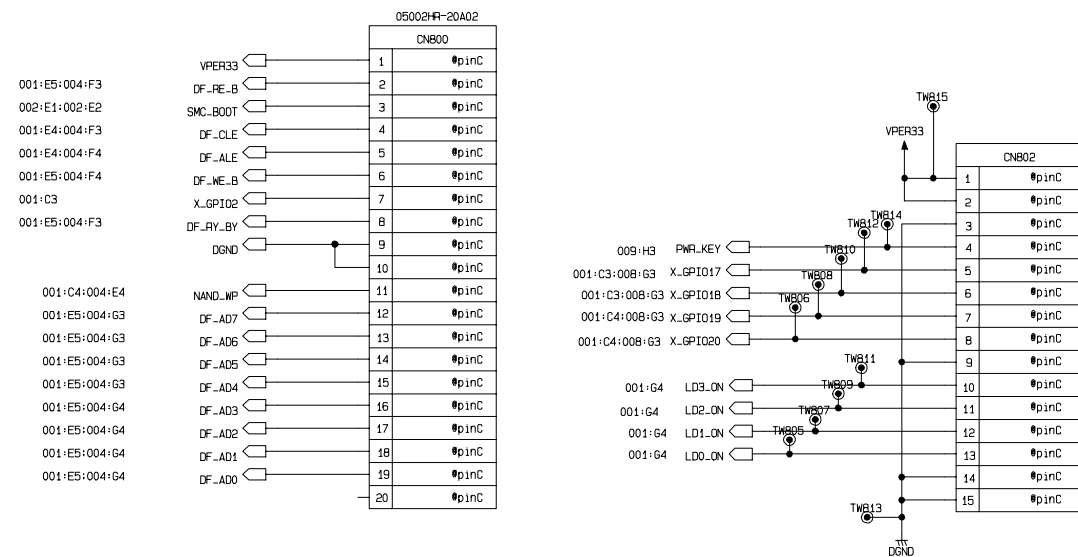 05002HR-20A02
CN800
VPER33 1 @pinC
001:E5:004:F3 DF_RE_B 2 @pinC
002:E1:002:E2 SMC_BOOT 3 @pinC
001:E4:004:F3 DF_CLE 4 @pinC
001:E4:004:F4 DF_ALE 5 @pinC
001:E5:004:F4 DF_WE_B 6 @pinC
001:C3 X_GPIO2 7 @pinC
001:E5:004:F3 DF_RY_BY 8 @pinC
DGND 9 @pinC
10 @pinC
001:C4:004:E4 NAND_WP 11 @pinC
001:E5:004:G3 DF_AD7 12 @pinC
001:E5:004:G3 DF_AD6 13 @pinC
001:E5:004:G3 DF_AD5 14 @pinC
001:E5:004:G3 DF_AD4 15 @pinC
001:E5:004:G4 DF_AD3 16 @pinC
001:E5:004:G4 DF_AD2 17 @pinC
001:E5:004:G4 DF_AD1 18 @pinC
001:E5:004:G4 DF_AD0 19 @pinC
20 @pinC
TW815
VPER33
CN802
1 @pinC
2 @pinC
TW814
TW812
3 @pinC
009:H3 PWR_KEY TW810 4 @pinC
001:C3:008:G3 X_GPIO17 TW808 5 @pinC
001:C3:008:G3 X_GPIO18 TW806 6 @pinC
001:C4:008:G3 X_GPIO19 7 @pinC
001:C4:008:G3 X_GPIO20 8 @pinC
TW811 9 @pinC
001:G4 LD3_ON TW809 10 @pinC
001:G4 LD2_ON TW807 11 @pinC
001:G4 LD1_ON TW805 12 @pinC
001:G4 LD0_ON 13 @pinC
14 @pinC
15 @pinC
TW813
DGND